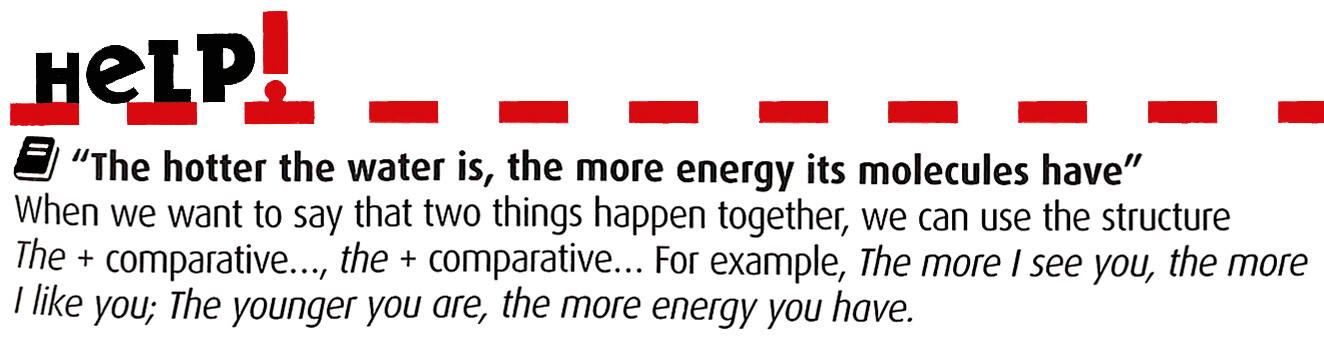 HeLP!
“The hotter the water is, the more energy its molecules have”
When we want to say that two things happen together, we can use the structure
The + comparative..., the + comparative... For example, The more I see you, the more
I like you; The younger you are, the more energy you have.